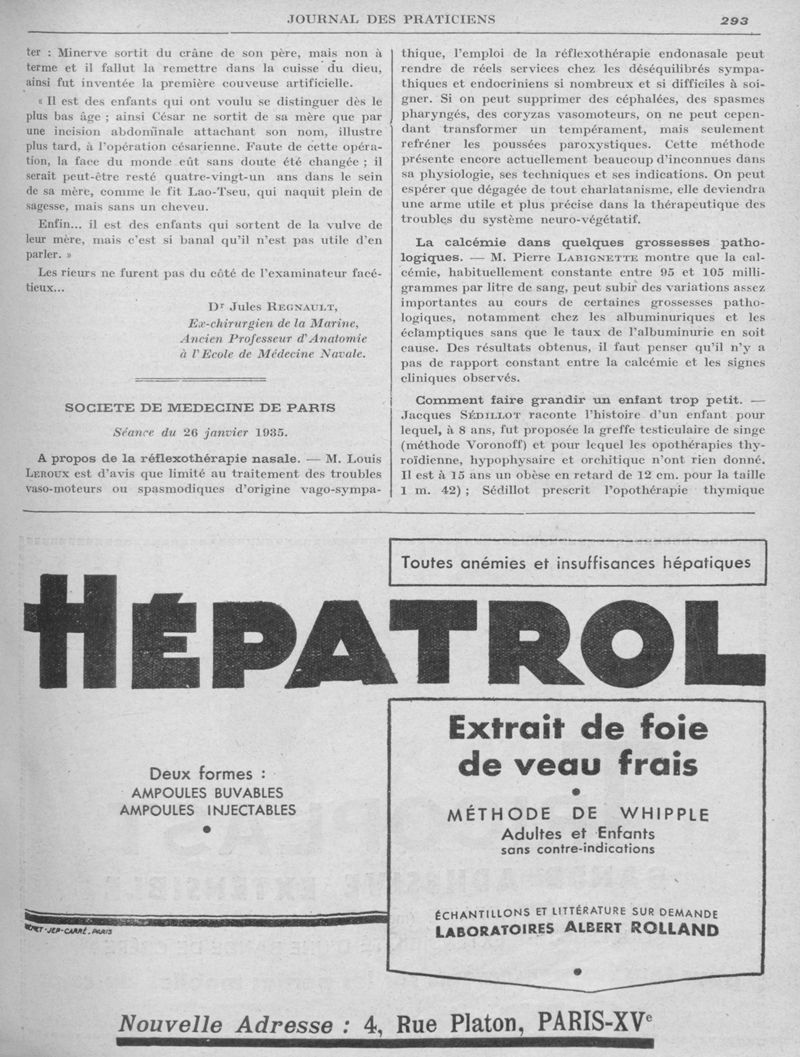 JOURNAL DES PRATICIENS
293
ter : Minerve sortit du crâne de son père, mais non à
terme et il fallut la remettre dans la cuisse du dieu,
ainsi fut inventée la première couveuse artificielle.
« Il est des enfants qui ont voulu se distinguer dès le
plus bas âge ; ainsi César ne sortit de sa mère que par
une incision abdominale attachant son nom, illustre
plus tard, à l'opération césarienne. Faute de cette opéra-
tion, la face du monde eût sans doute été changée ; il
serait peut-être resté quatre-vingt-un ans dans le sein
de sa mère, comme le fit Lao-Tseu, qui naquit plein de
sagesse, mais sans un cheveu.
Enfin... il est des enfants qui sortent de la vulve de
leur mère, mais c'est si banal qu'il n'est pas utile d'en
parler. »
Les rieurs ne furent pas du côté de l'examinateur facé-
tieux...
Dr Jules REGNAULT,
Ex-chirurgien de la Marine,
Ancien Professeur d'Anatomie
à l'Ecole de Médecine Navale.
SOCIETE DE MEDECINE DE PARIS
Séance du 26 janvier 1935.
A propos de la réflexothérapie nasale. — M. Louis
LEROUX est d'avis que limité au traitement des troubles
vaso-moteurs ou spasmodiques d'origine vago-sympa-
thique, l'emploi de la réflexothérapie endonasale peut
rendre de réels services chez les déséquilibrés sympa-
thiques et endocriniens si nombreux et si difficiles à soi-
gner. Si on peut supprimer des céphalées, des spasmes
pharyngés, des coryzas vasomoteurs, on ne peut cepen-
dant transformer un tempérament, mais seulement
refréner les poussées paroxystiques. Cette méthode
présente encore actuellement beaucoup d'inconnues dans
sa physiologie, ses techniques et ses indications. On peut
espérer que dégagée de tout charlatanisme, elle deviendra
une arme utile et plus précise dans la thérapeutique des
troubles du système neuro-végétatif.
La calcémie dans quelques grossesses patho-
logiques. — M. Pierre LABIGNETTE montre que la cal-
cémie, habituellement constante entre 95 et 105 milli-
grammes par litre de sang, peut subir des variations assez
importantes au cours de certaines grossesses patho-
logiques, notamment chez les albuminuriques et les
éclamptiques sans que le taux de l'albuminurie en soit
cause. Des résultats obtenus, il faut penser qu'il n'y a
pas de rapport constant entre la calcémie et les signes
cliniques observés.
Comment faire grandir un enfant trop petit. —
Jacques SÉDILLOT raconte l'histoire d'un enfant pour
lequel, à 8 ans, fut proposée la greffe testiculaire de singe
(méthode Voronoff) et pour lequel les opothérapies thy-
roïdienne, hypophysaire et orchitique n'ont rien donné.
Il est à 15 ans un obèse en retard de 12 cm. pour la taille
1 m. 42) ; Sédillot prescrit l'opothérapie thymique
Toutes anémies et insuffisances hépatiques
HÉPATROL
Extrait de foie
de veau frais
Deux formes :
AMPOULES BUVABLES
AMPOULES INJECTABLES
MÉTHODE DE WHIPPLE
Adultes et Enfants
sans contre-indications
ÉCHANTILLONS ET LITTÉRATURE SUR DEMANDE
LABORATOIRES ALBERT ROLLAND
JEP-CARRÉ. PARIS
Nouvelle Adresse : 4, Rue Platon, PARIS-XVe